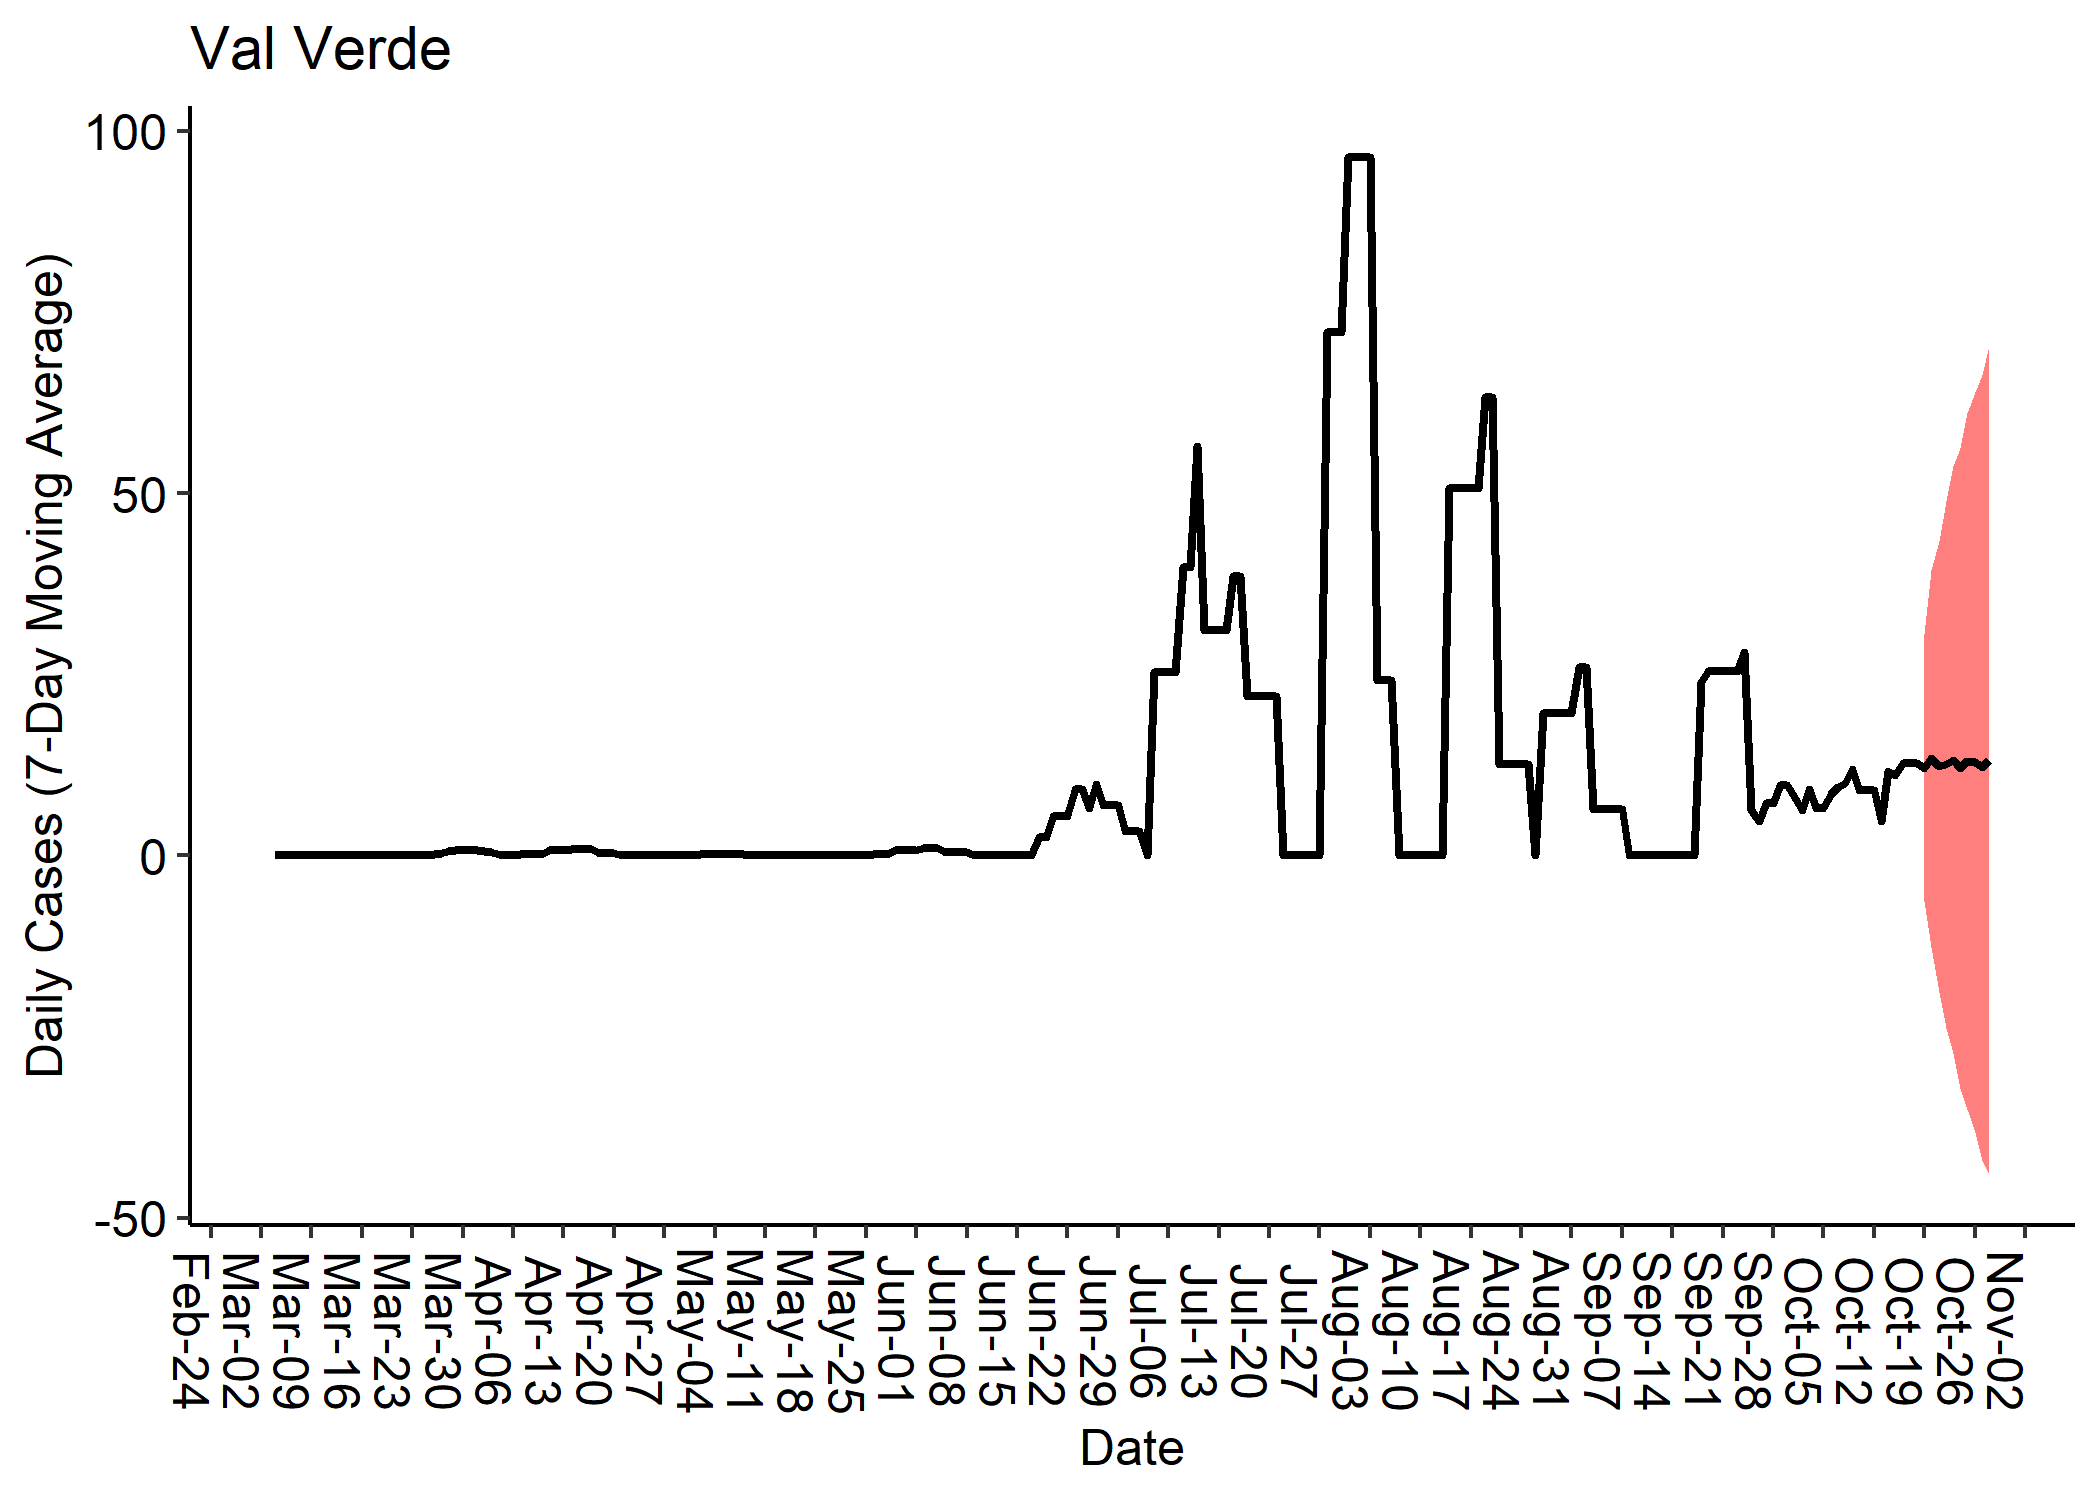 Val Verde
Daily Cases (7-Day Moving Average)
100
50
0
-50
Feb-24
Mar-02
Mar-09
Mar-16
Mar-23
Mar-30
Apr-06
Apr-13
Apr-20
Apr-27
May-04
May-11
May-18
May-25
Jun-01
Jun-08
Jun-15
Jun-22
Jun-29
Jul-06
Jul-13
Jul-20
Jul-27
Aug-03
Aug-10
Aug-17
Aug-24
Aug-31
Sep-07
Sep-14
Sep-21
Sep-28
Oct-05
Oct-12
Oct-19
Oct-26
Nov-02
Date